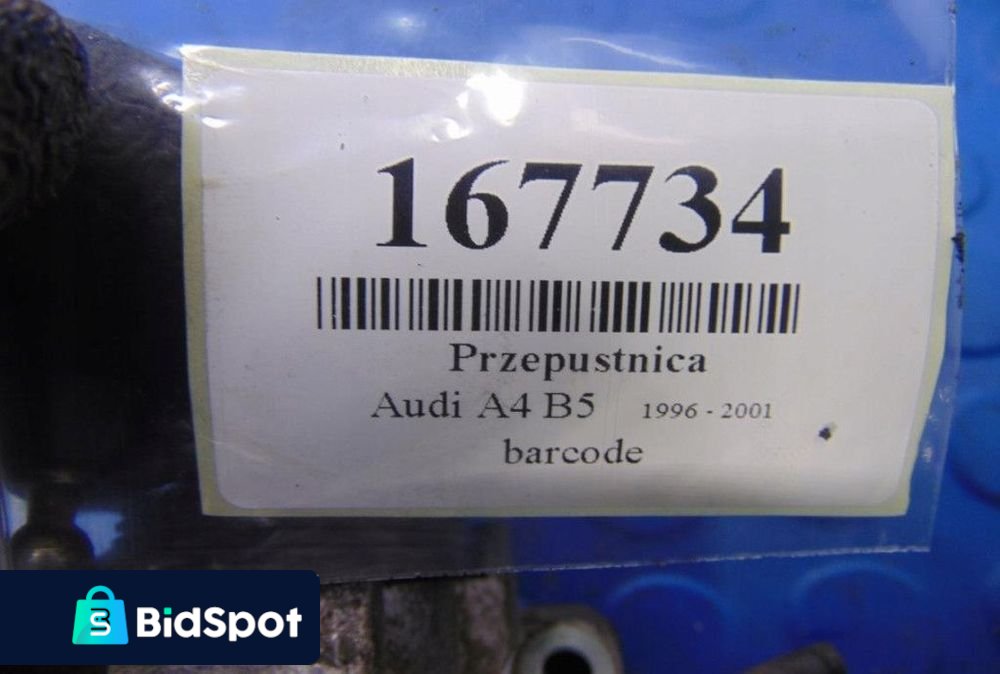 167734
Przepustnica
Audi A4 B5 1996 - 2001
barcode
BidSpot